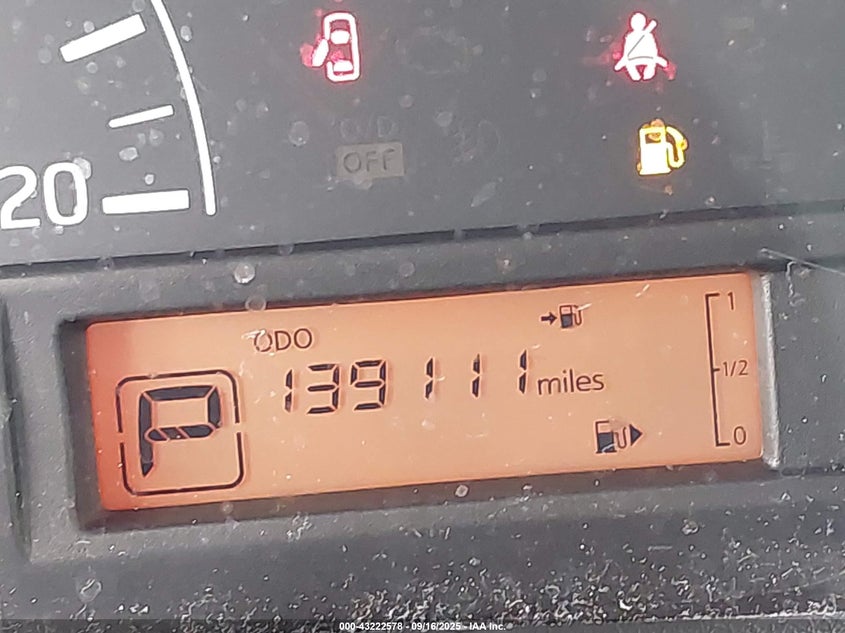 20
O/D
OFF
ODO
1
139111 miles
1/2
P
0
000-43222578 - 09/16/2025 - IAA Inc.